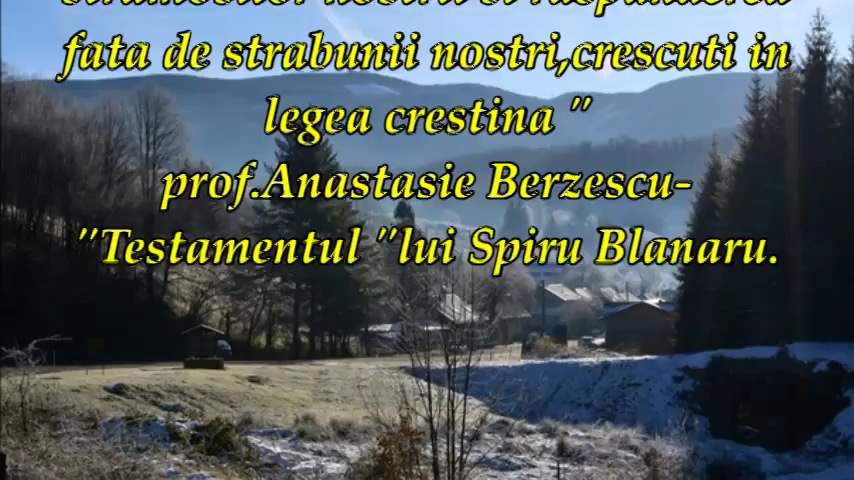 fata de strabunii nostri,crescuti in
legea crestina "
prof.Anastasie Berzescu-
"Testamentul "lui Spiru Blanaru.